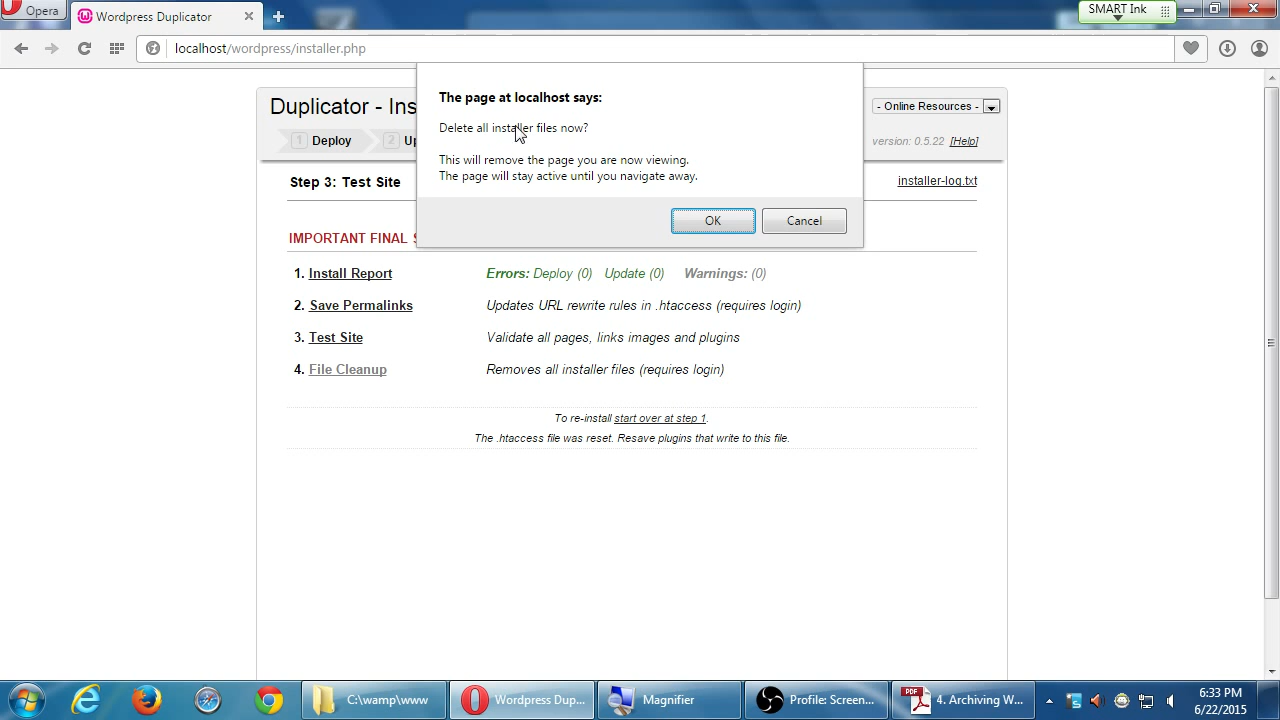 Opera
Wordpress Duplicator
SMART Ink
localhost/wordpress/installer.php
The page at localhost says:
Delete all installer files now?
This will remove the page you are now viewing.
The page will stay active until you navigate away.
OK
Cancel
Duplicator - Ins
- Online Resources -
1 Deploy
2 Up
version: 0.5.22 [Help]
Step 3: Test Site
installer-log.txt
IMPORTANT FINAL S
1. Install Report
Errors: Deploy (0) Update (0) Warnings: (0)
2. Save Permalinks
Updates URL rewrite rules in .htaccess (requires login)
3. Test Site
Validate all pages, links images and plugins
4. File Cleanup
Removes all installer files (requires login)
To re-install start over at step 1.
The .htaccess file was reset. Resave plugins that write to this file.
C:\wamp\www
Wordpress Dup...
Magnifier
Profile: Screen...
PDF
4. Archiving W...
6:33 PM
6/22/2015